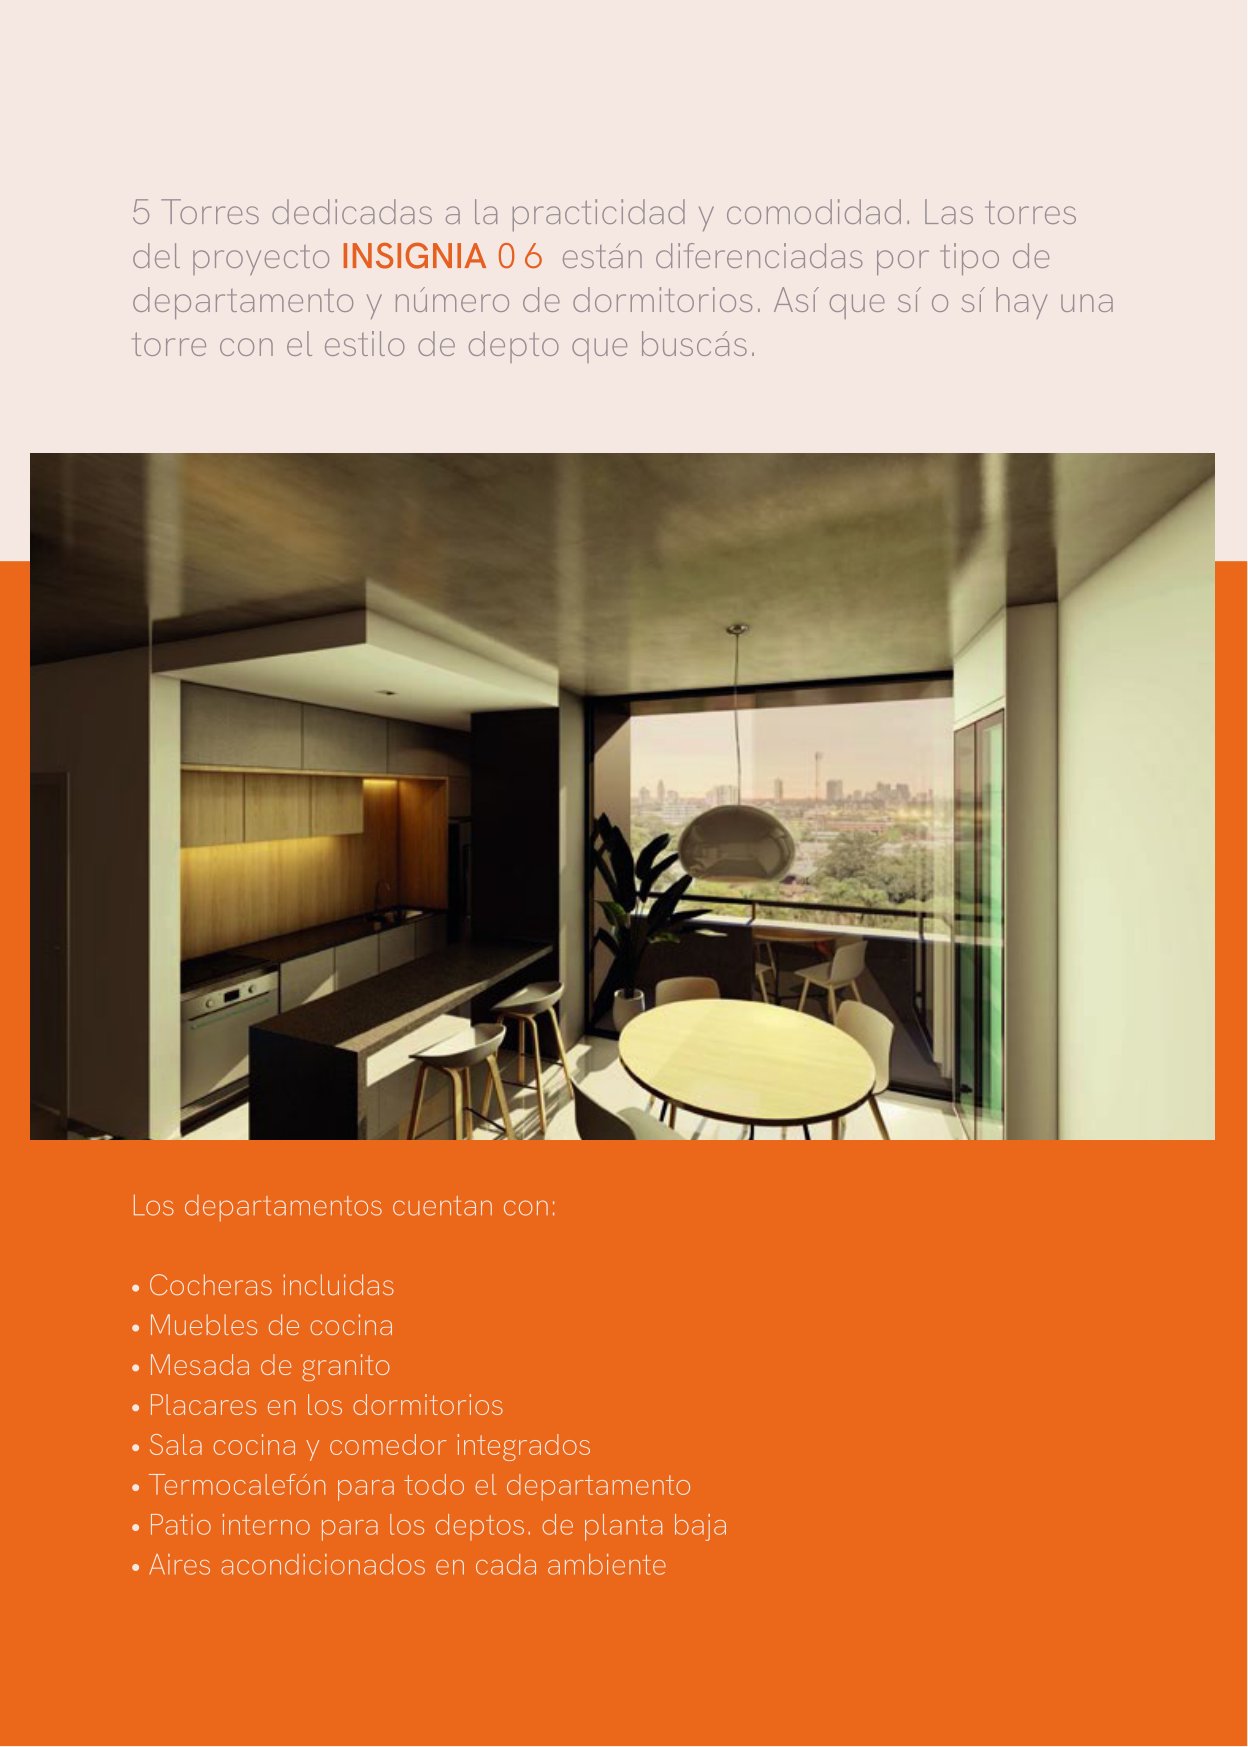 5 Torres dedicadas a la practicidad y comodidad. Las torres
del proyecto INSIGNIA 06 están diferenciadas por tipo de
departamento y número de dormitorios. Así que sí o sí hay una
torre con el estilo de depto que buscás.
Los departamentos cuentan con:
• Cocheras incluidas
• Muebles de cocina
• Mesada de granito
• Placares en los dormitorios
• Sala cocina y comedor integrados
• Termocalefón para todo el departamento
• Patio interno para los deptos. de planta baja
• Aires acondicionados en cada ambiente